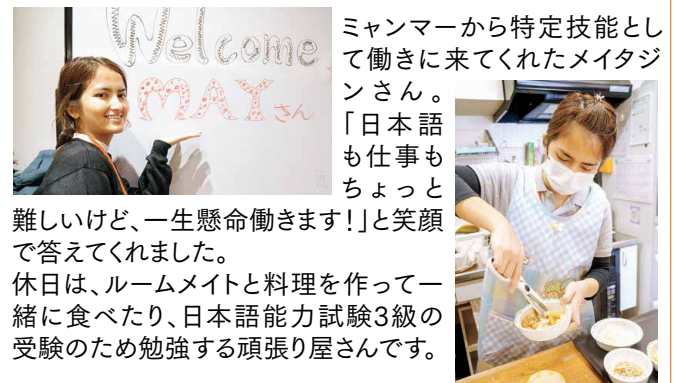 Welcome
MAYさん
ミャンマーから特定技能とし
て働きに来てくれたメイタジ
ンさん。
「日本語
も仕事も
ちょっと
難しいけど、一生懸命働きます！」と笑顔
で答えてくれました。
休日は、ルームメイトと料理を作って一
緒に食べたり、日本語能力試験3級の
受験のため勉強する頑張り屋さんです。